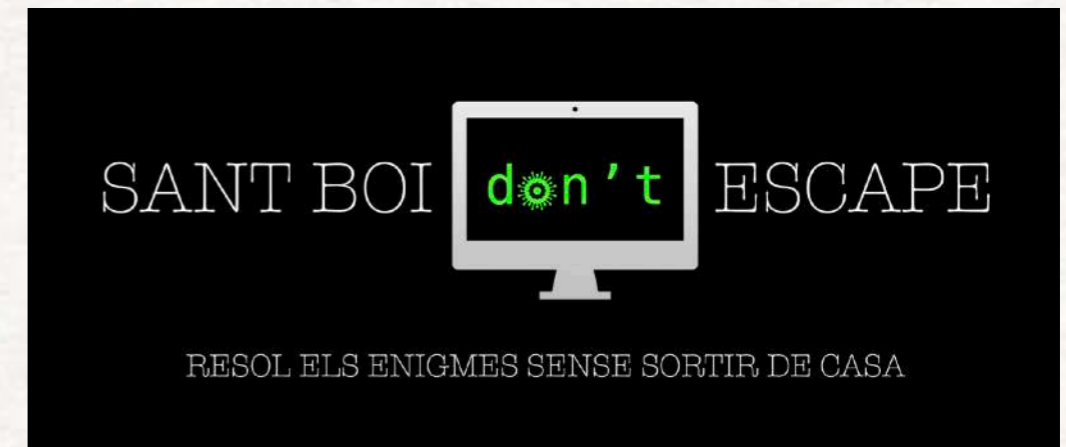 SANT BOI don't ESCAPE
RESOL ELS ENIGMES SENSE SORTIR DE CASA